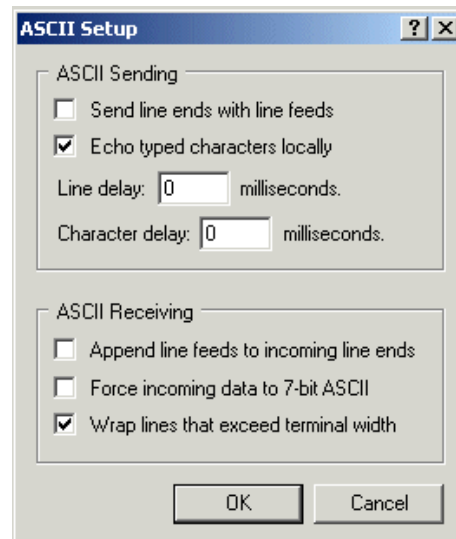 ASCII Setup
ASCII Sending
Send line ends with line feeds
Echo typed characters locally
Line delay: 0 milliseconds.
Character delay: 0 milliseconds.
ASCII Receiving
Append line feeds to incoming line ends
Force incoming data to 7-bit ASCII
Wrap lines that exceed terminal width
OK Cancel